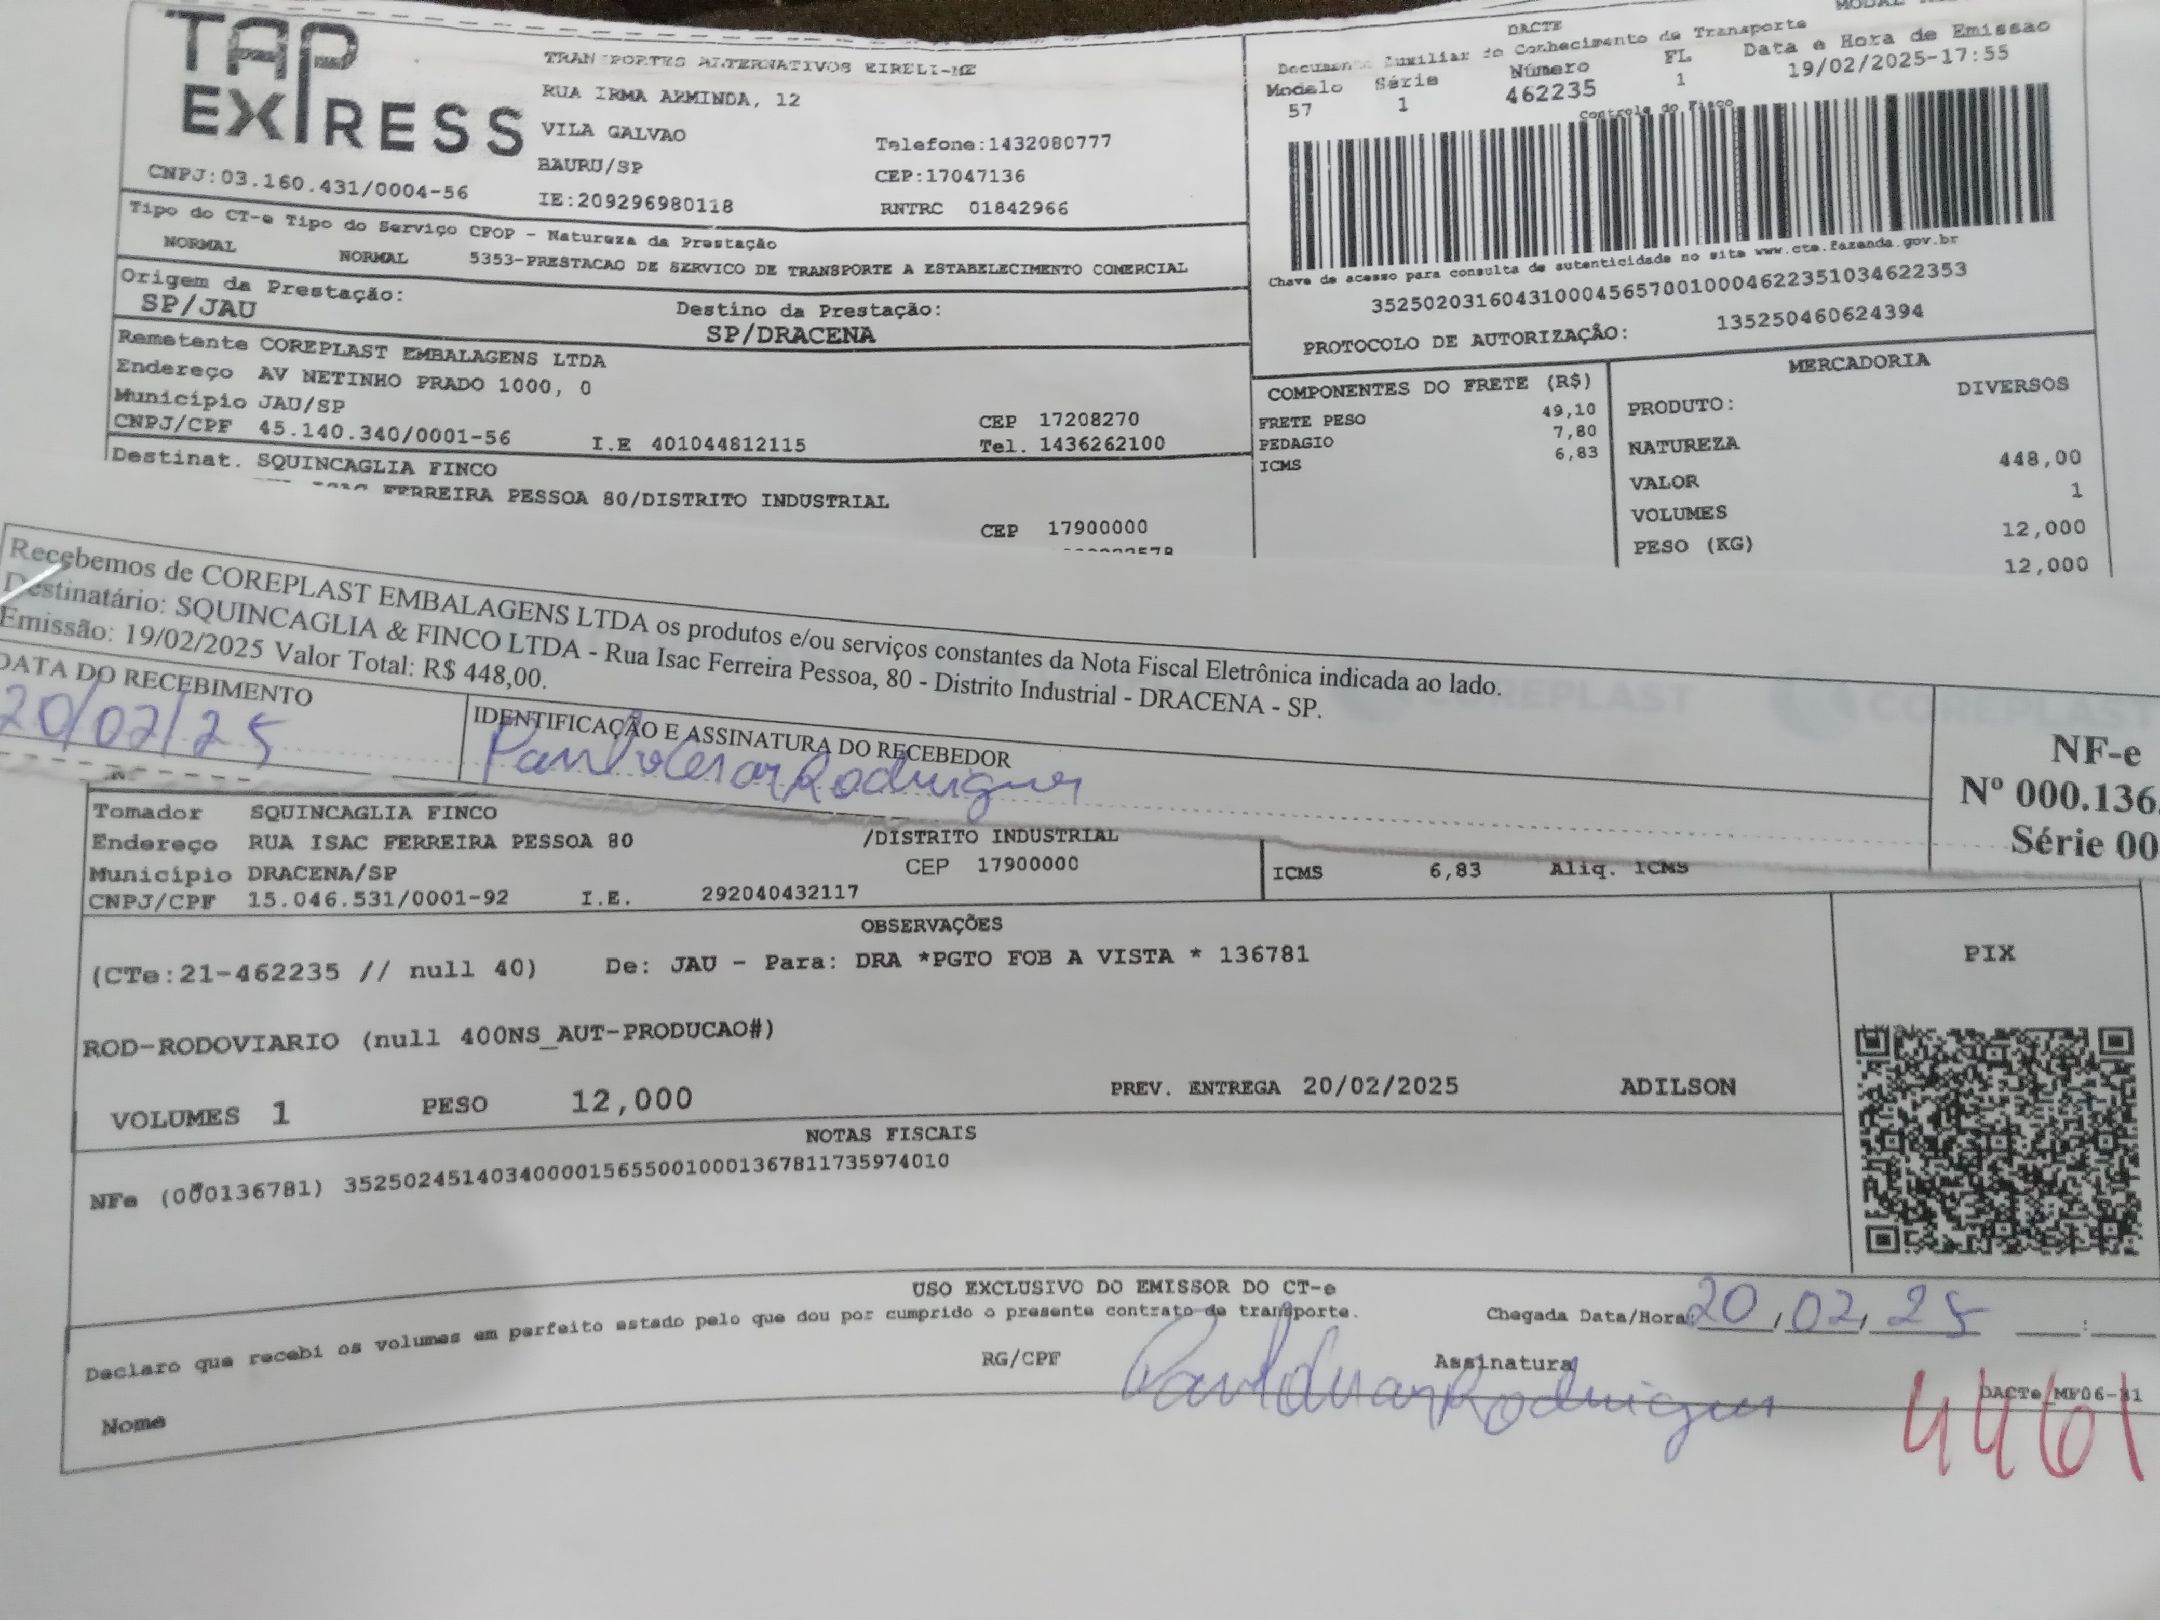 TAP
EXPRESS
TRANSPORTES ALTERNATIVOS EIRELI-ME
RUA IRMA ARMINDA, 12
VILA GALVAO
Telefone:1432080777
BAURU/SP
CEP:17047136
CNPJ:03.160.431/0004-56
IE:209296980118
RNTRC 01842966
DACTE
Documento Auxiliar do Conhecimento de Transporte
Modelo Série Número FL Data e Hora de Emissao
57 1 462235 1 19/02/2025-17:55
Controle do Fisco
Chave de acesso para consulta de autenticidade no site www.cte.fazenda.gov.br
35250203160431000456570010004622351034622353
PROTOCOLO DE AUTORIZAÇÃO: 135250460624394
Tipo do CT-e Tipo do Serviço CFOP - Natureza da Prestação
NORMAL NORMAL 5353-PRESTACAO DE SERVICO DE TRANSPORTE A ESTABELECIMENTO COMERCIAL
Origem da Prestação: Destino da Prestação:
SP/JAU SP/DRACENA
Remetente COREPLAST EMBALAGENS LTDA
Endereço AV NETINHO PRADO 1000, 0
Município JAU/SP CEP 17208270
CNPJ/CPF 45.140.340/0001-56 I.E 401044812115 Tel. 1436262100
Destinat. SQUINCAGLIA FINCO
ISAC FERREIRA PESSOA 80/DISTRITO INDUSTRIAL
CEP 17900000
COMPONENTES DO FRETE (R$)
FRETE PESO 49,10
PEDAGIO 7,80
ICMS 6,83
MERCADORIA
PRODUTO: DIVERSOS
NATUREZA
VALOR 448,00
VOLUMES 1
PESO (KG) 12,000
12,000
Recebemos de COREPLAST EMBALAGENS LTDA os produtos e/ou serviços constantes da Nota Fiscal Eletrônica indicada ao lado.
Destinatário: SQUINCAGLIA & FINCO LTDA - Rua Isac Ferreira Pessoa, 80 - Distrito Industrial - DRACENA - SP.
Emissão: 19/02/2025 Valor Total: R$ 448,00.
COREPLAST COREPLAST
DATA DO RECEBIMENTO IDENTIFICAÇÃO E ASSINATURA DO RECEBEDOR
20/02/25 Paulo Cesar Rodrigues
NF-e
Nº 000.136.
Série 00
Tomador SQUINCAGLIA FINCO
Endereço RUA ISAC FERREIRA PESSOA 80 /DISTRITO INDUSTRIAL
Município DRACENA/SP CEP 17900000
CNPJ/CPF 15.046.531/0001-92 I.E. 292040432117
ICMS 6,83 Aliq. ICMS
OBSERVAÇÕES
(CTe:21-462235 // null 40) De: JAU - Para: DRA *PGTO FOB A VISTA * 136781
ROD-RODOVIARIO (null 400NS_AUT-PRODUCAO#)
VOLUMES 1 PESO 12,000 PREV. ENTREGA 20/02/2025 ADILSON
PIX
NOTAS FISCAIS
NFe (000136781) 35250245140340000156550010001367811735974010
USO EXCLUSIVO DO EMISSOR DO CT-e
Declaro que recebi os volumes em perfeito estado pelo que dou por cumprido o presente contrato de transporte.
Chegada Data/Hora: 20/02/25 __:__
Nome RG/CPF Assinatura
DACTe_MF06-81
4461